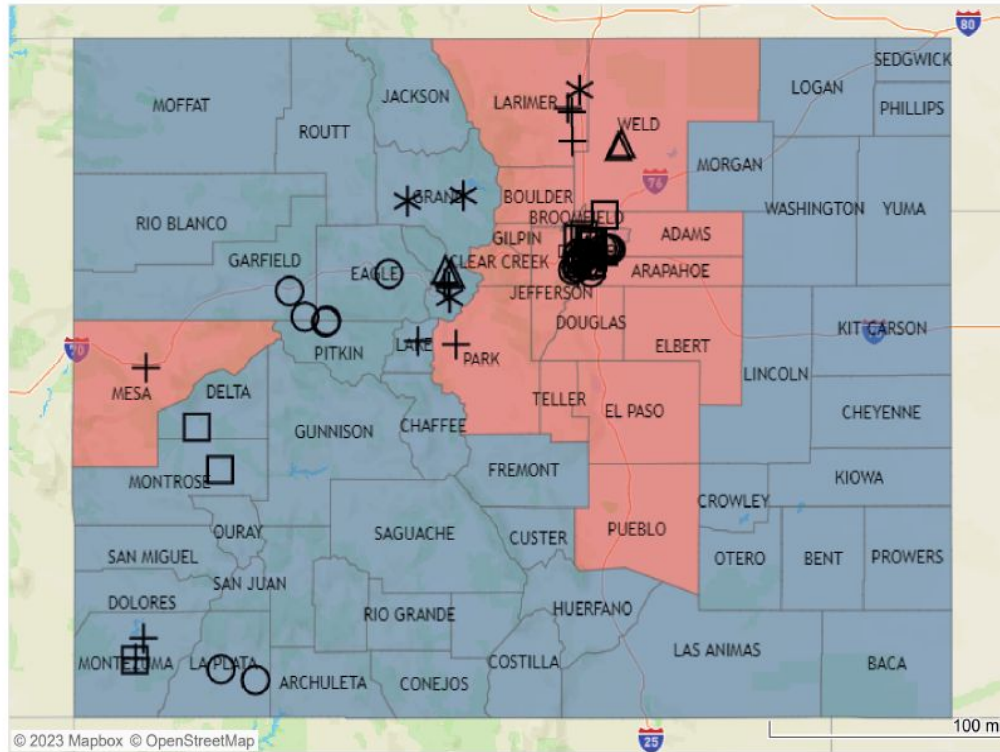 80
SEDGWICK
LOGAN
JACKSON
MOFFAT
LARIMER
PHILLIPS
ROUTT
WELD
MORGAN
76
GRAND
BOULDER
WASHINGTON
YUMA
RIO BLANCO
BROOMFIELD
ADAMS
GILPIN
GARFIELD
CLEAR CREEK
EAGLE
ARAPAHOE
JEFFERSON
DOUGLAS
KIT CARSON
LAKE
ELBERT
70
PITKIN
PARK
LINCOLN
MESA
DELTA
TELLER
EL PASO
CHEYENNE
CHAFFEE
GUNNISON
FREMONT
KIOWA
MONTROSE
CROWLEY
OURAY
SAGUACHE
CUSTER
PUEBLO
SAN MIGUEL
OTERO
BENT
PROWERS
SAN JUAN
DOLORES
HUERFANO
RIO GRANDE
LAS ANIMAS
MONTEZUMA
LA PLATA
COSTILLA
BACA
ARCHULETA
CONEJOS
100 m
© 2023 Mapbox © OpenStreetMap
25